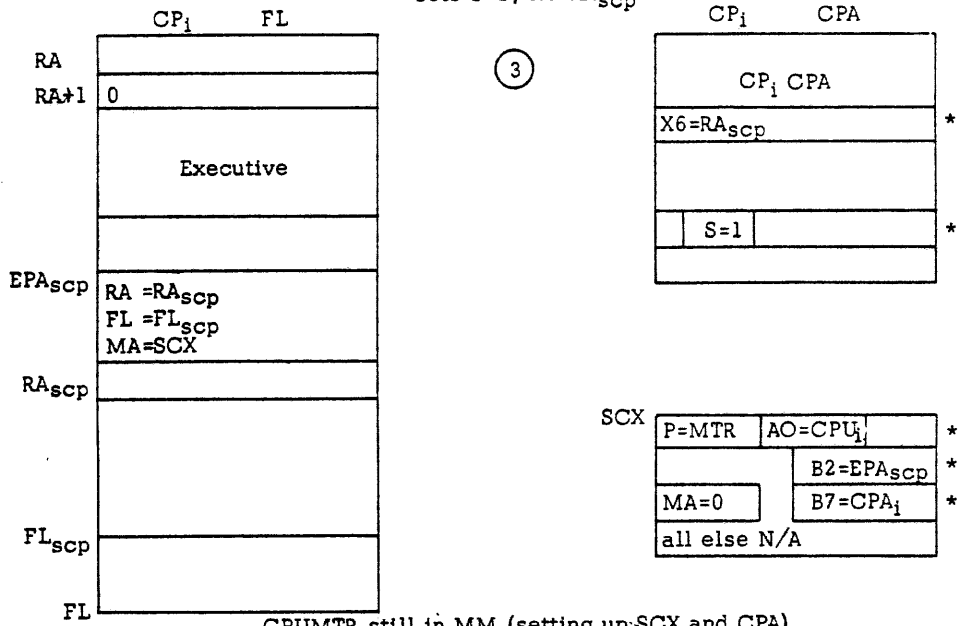 CPi FL
RA
RA+1 0
Executive
EPAscp
RA =RAscp
FL =FLscp
MA=SCX
RAscp
FLscp
FL
3
CPi CPA
CPi CPA
X6=RAscp *
S=1 *
SCX
P=MTR AO=CPUi *
B2=EPAscp *
MA=0 B7=CPAi *
all else N/A
CPUMTR still in MM (setting up SCX and CPA)